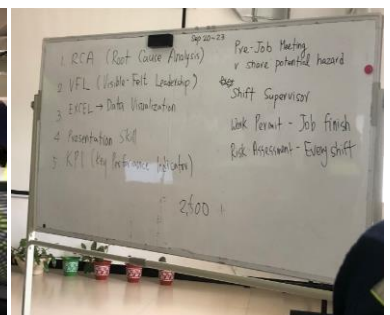 Sep 20-23
1. RCA (Root Cause Analysis)
2. VFL (Visible-Felt Leadership)
3. EXCEL → Data Visualization
4. Presentation Skill
5. KPI (Key Performance Indicator)
Pre-Job Meeting
share potential hazard
Shift Supervisor
Work Permit - Job finish
Risk Assessment - Every shift